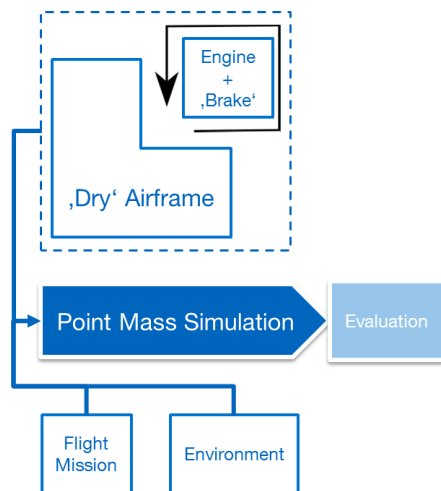 Engine
+
‚Brake‘
‚Dry‘ Airframe
Point Mass Simulation
Evaluation
Flight
Mission
Environment